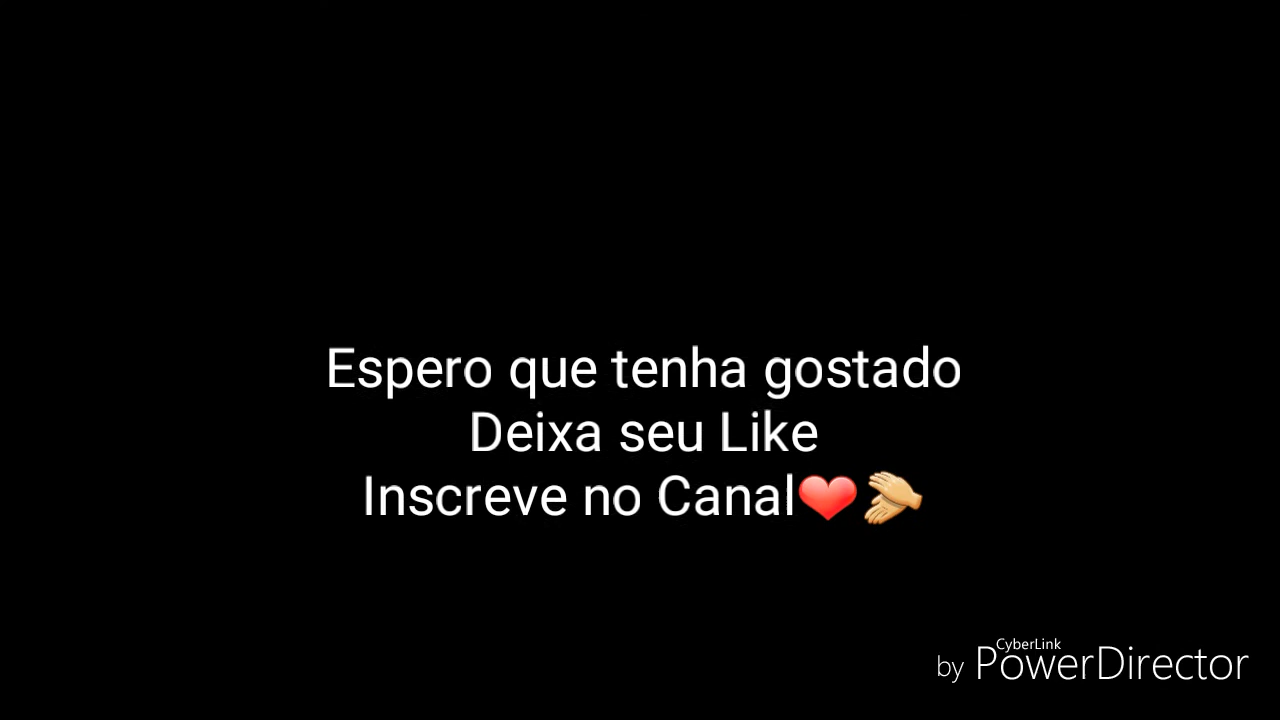 Espero que tenha gostado
Deixa seu Like
Inscreve no Canal❤️👏🏼
CyberLink
by PowerDirector